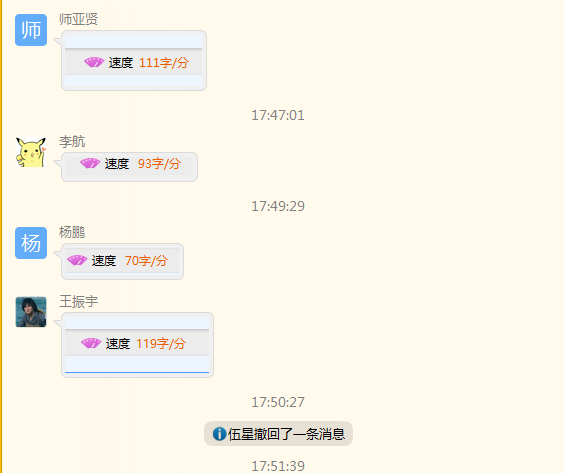 师
师亚贤
速度 111字/分
17:47:01
李航
速度 93字/分
17:49:29
杨
杨鹏
速度 70字/分
王振宇
速度 119字/分
17:50:27
伍星撤回了一条消息
17:51:39